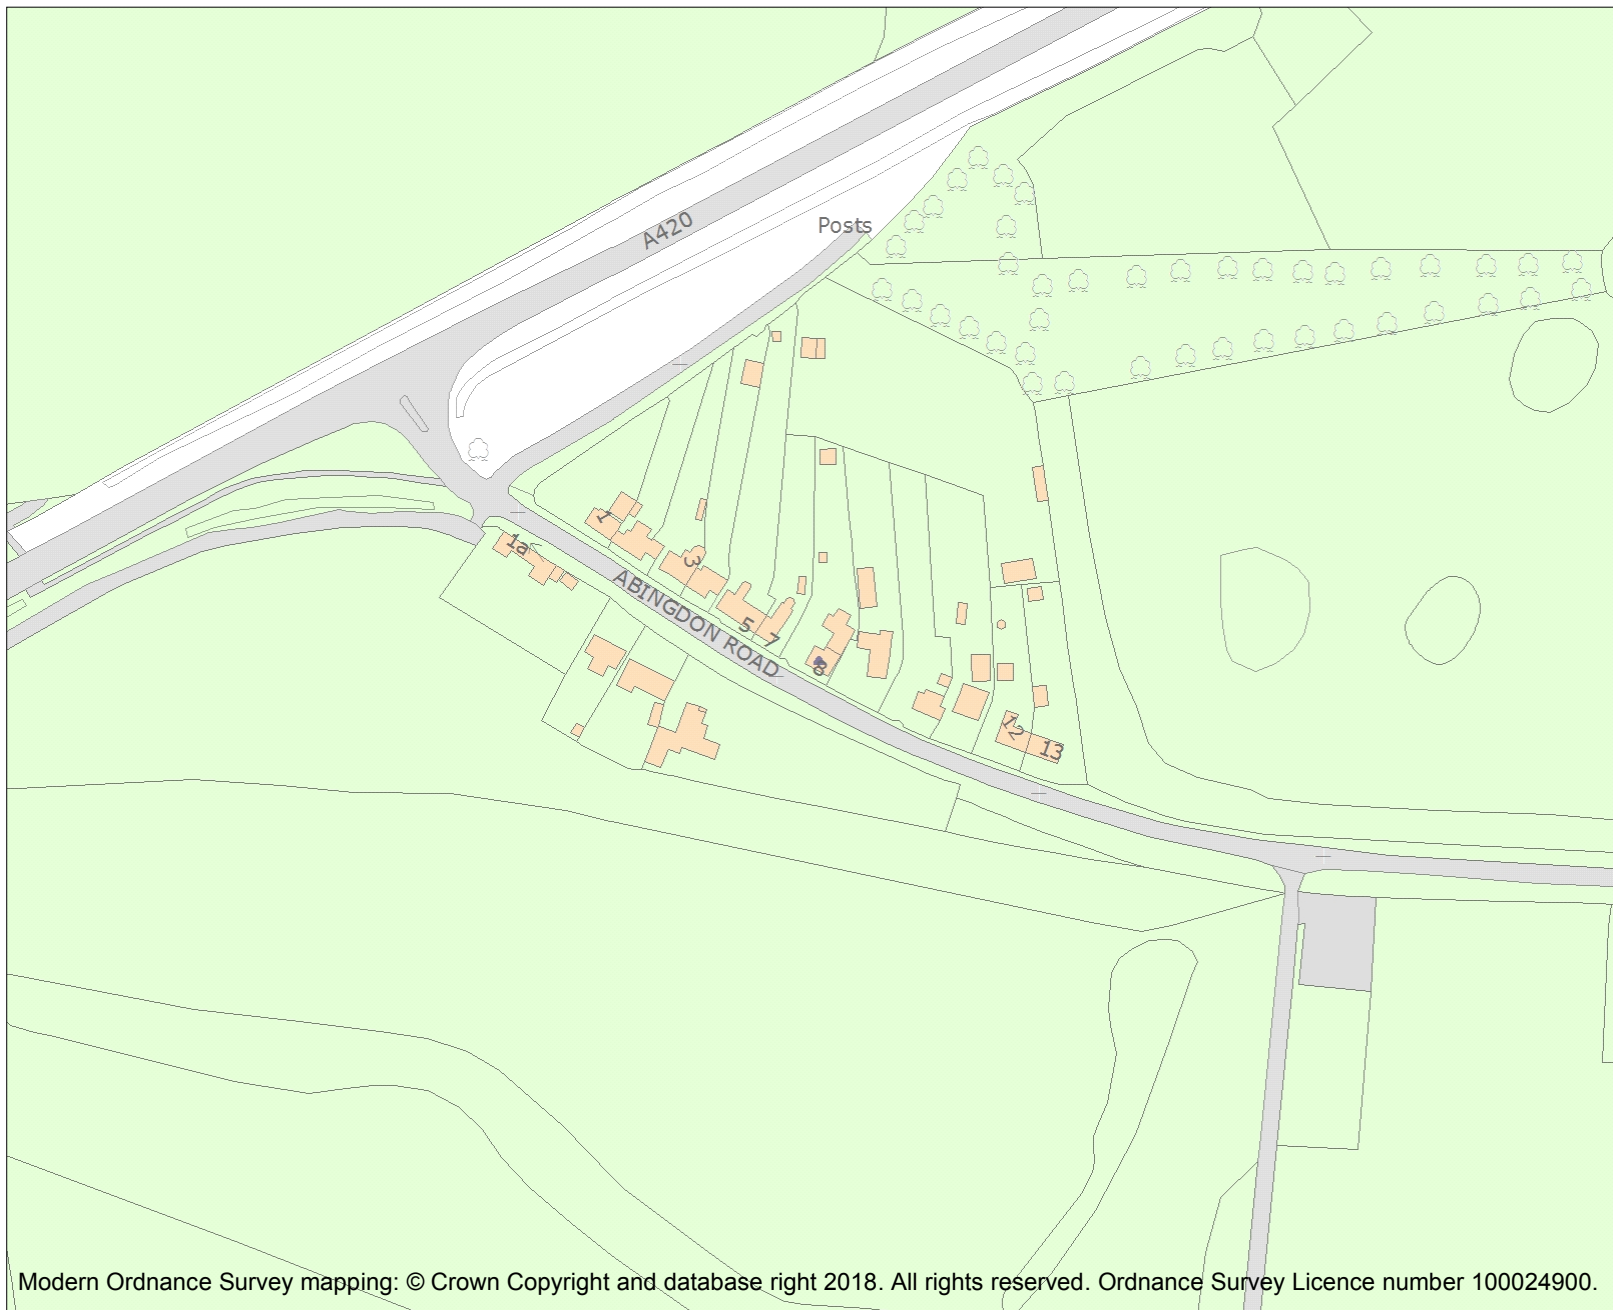 A420
Posts
1
1a
3
ABINGDON ROAD
5
7
8
12
13
Modern Ordnance Survey mapping: © Crown Copyright and database right 2018. All rights reserved. Ordnance Survey Licence number 100024900.